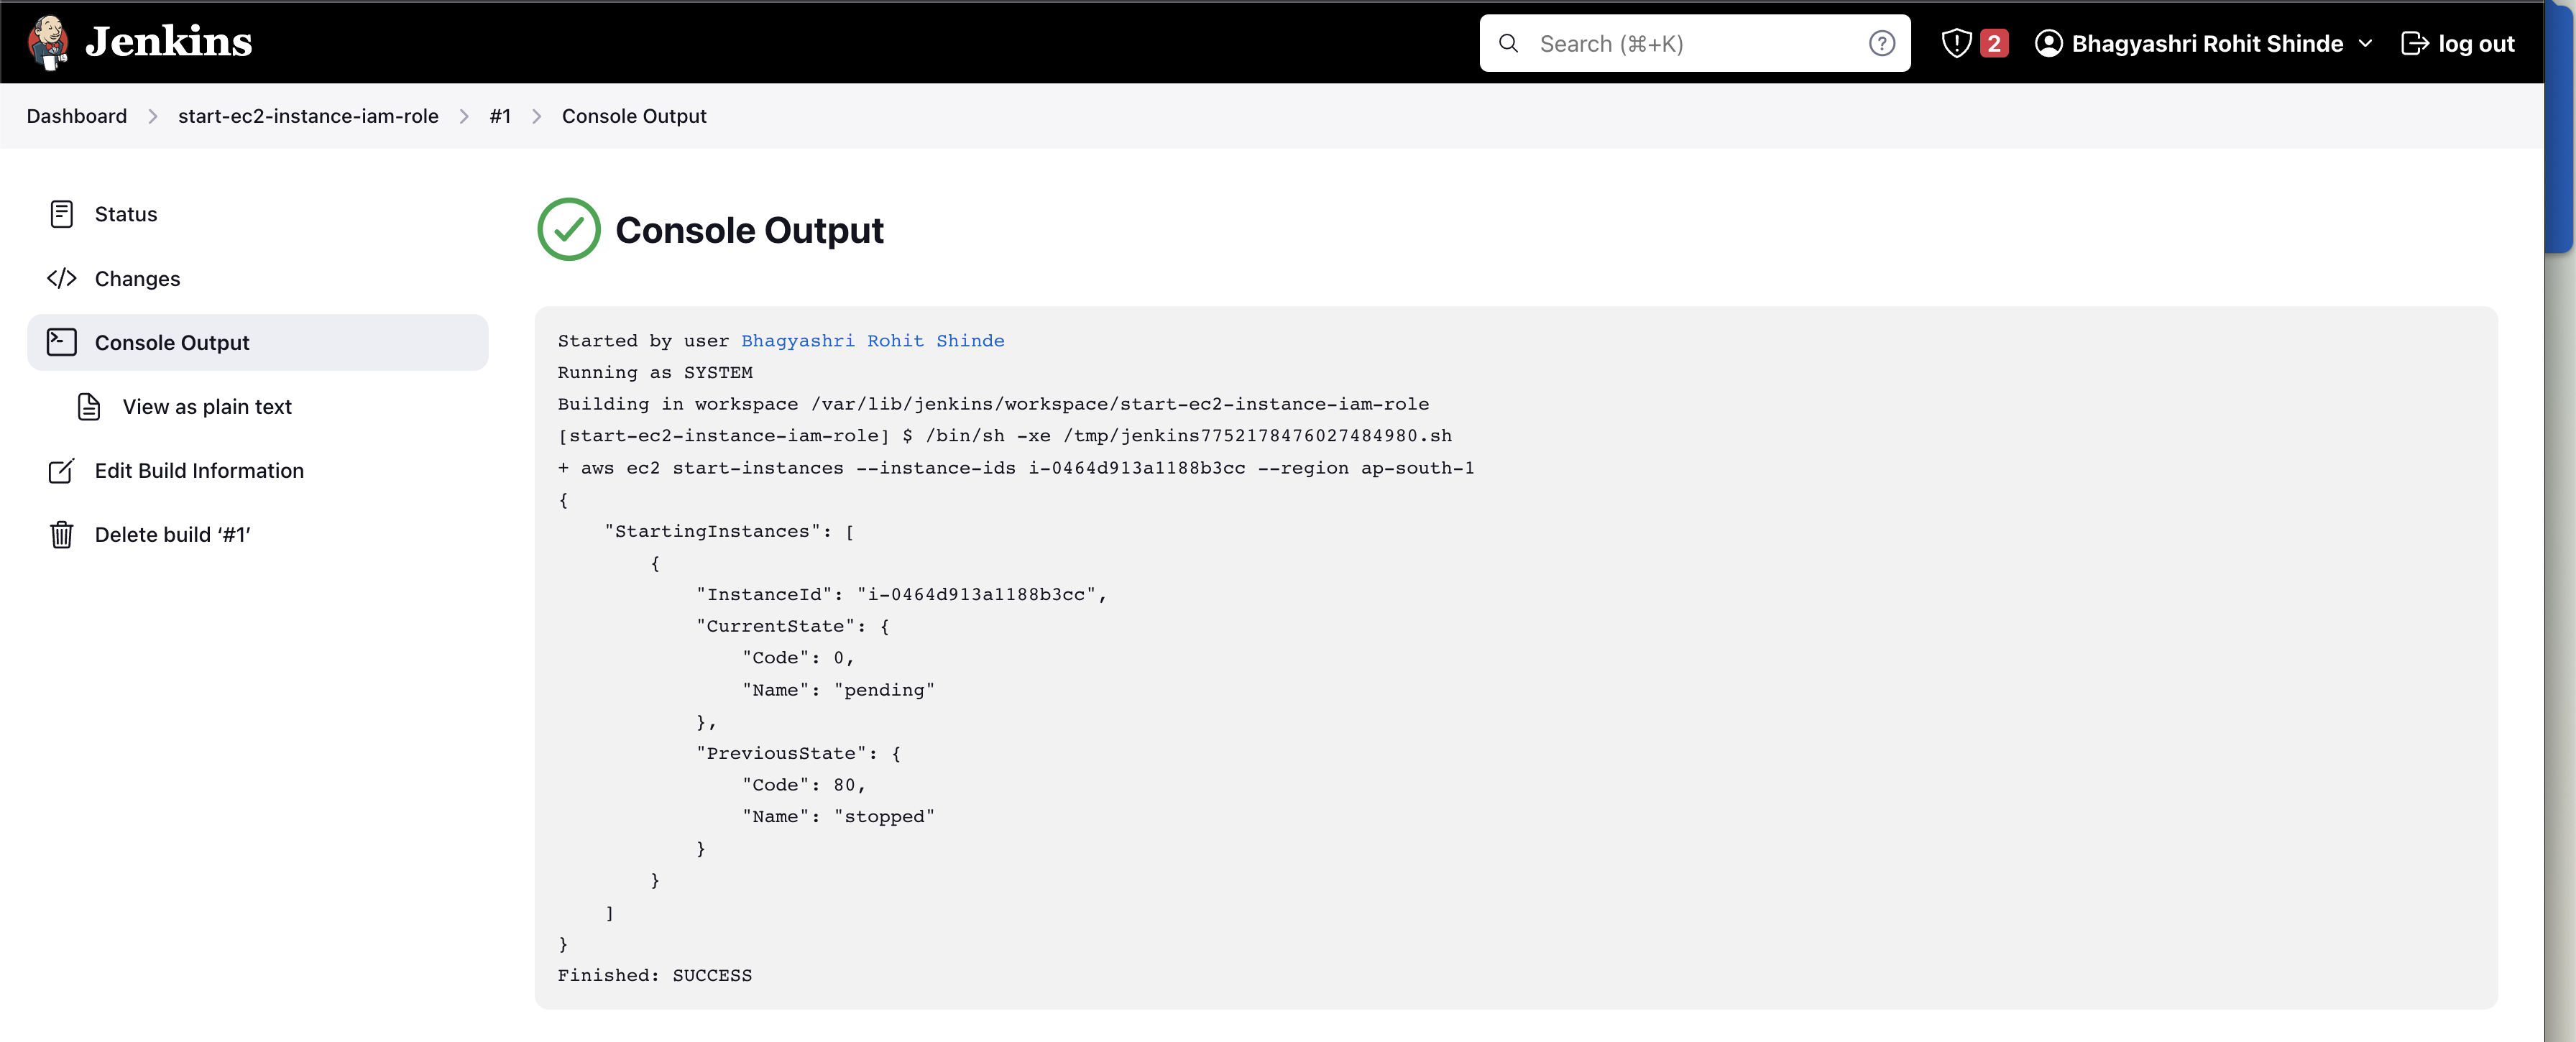 Jenkins
Search (⌘+K)
2
Bhagyashri Rohit Shinde
log out
Dashboard > start-ec2-instance-iam-role > #1 > Console Output
Status
Changes
Console Output
View as plain text
Edit Build Information
Delete build ‘#1’
Console Output
Started by user Bhagyashri Rohit Shinde
Running as SYSTEM
Building in workspace /var/lib/jenkins/workspace/start-ec2-instance-iam-role
[start-ec2-instance-iam-role] $ /bin/sh -xe /tmp/jenkins7752178476027484980.sh
+ aws ec2 start-instances --instance-ids i-0464d913a1188b3cc --region ap-south-1
{
    "StartingInstances": [
        {
            "InstanceId": "i-0464d913a1188b3cc",
            "CurrentState": {
                "Code": 0,
                "Name": "pending"
            },
            "PreviousState": {
                "Code": 80,
                "Name": "stopped"
            }
        }
    ]
}
Finished: SUCCESS